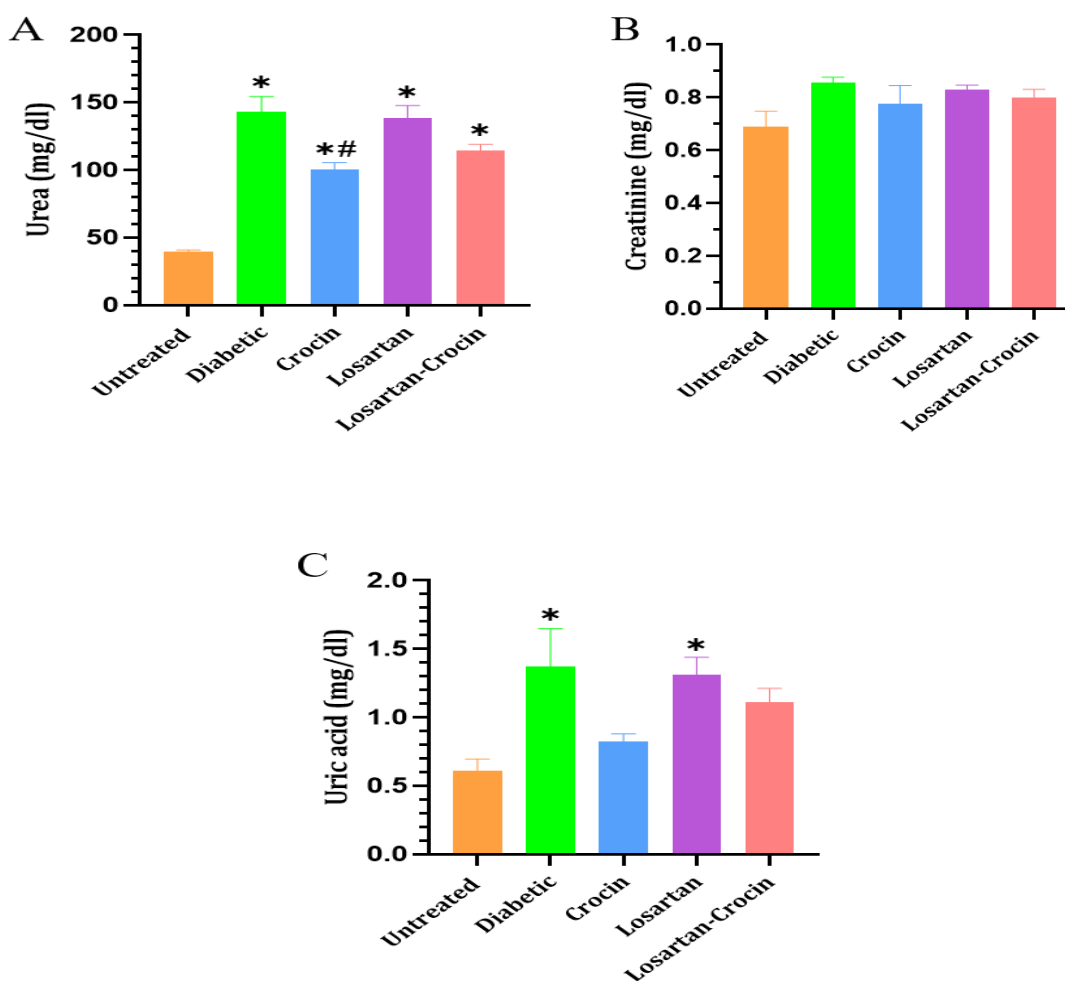 A
Urea (mg/dl)
200
150
100
50
0
*
*#
*
*
Untreated
Diabetic
Crocin
Losartan
Losartan-Crocin
B
Creatinine (mg/dl)
1.0
0.8
0.6
0.4
0.2
0.0
Untreated
Diabetic
Crocin
Losartan
Losartan-Crocin
C
Uric acid (mg/dl)
2.0
1.5
1.0
0.5
0.0
*
*
Untreated
Diabetic
Crocin
Losartan
Losartan-Crocin